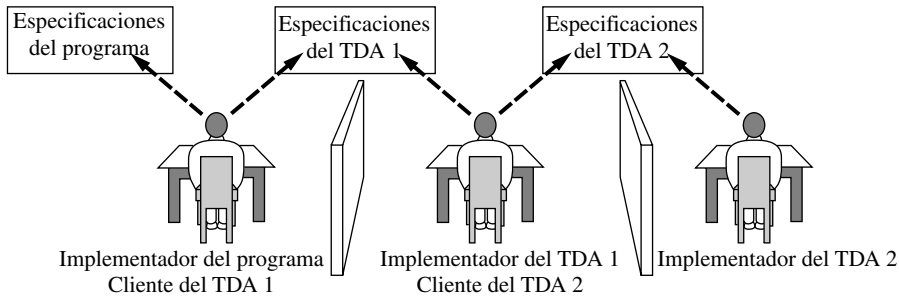 Especificaciones
del programa
Especificaciones
del TDA 1
Especificaciones
del TDA 2
Implementador del programa
Cliente del TDA 1
Implementador del TDA 1
Cliente del TDA 2
Implementador del TDA 2